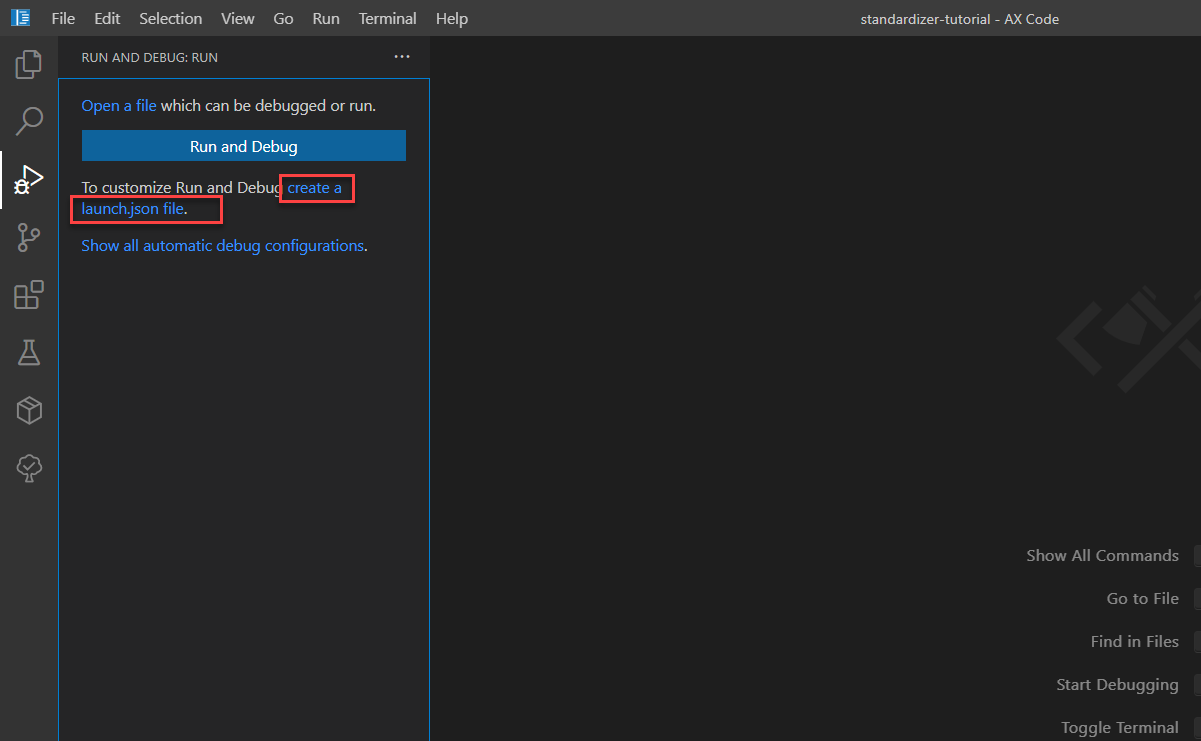 File Edit Selection View Go Run Terminal Help
standardizer-tutorial - AX Code
RUN AND DEBUG: RUN
Open a file which can be debugged or run.
Run and Debug
To customize Run and Debug create a
launch.json file.
Show all automatic debug configurations.
Show All Commands
Go to File
Find in Files
Start Debugging
Toggle Terminal